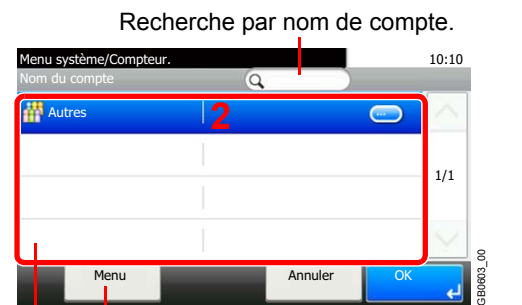 Recherche par nom de compte.
Menu système/Compteur.
10:10
Nom du compte
Autres
2
1/1
Menu
Annuler
OK
GB0603_00